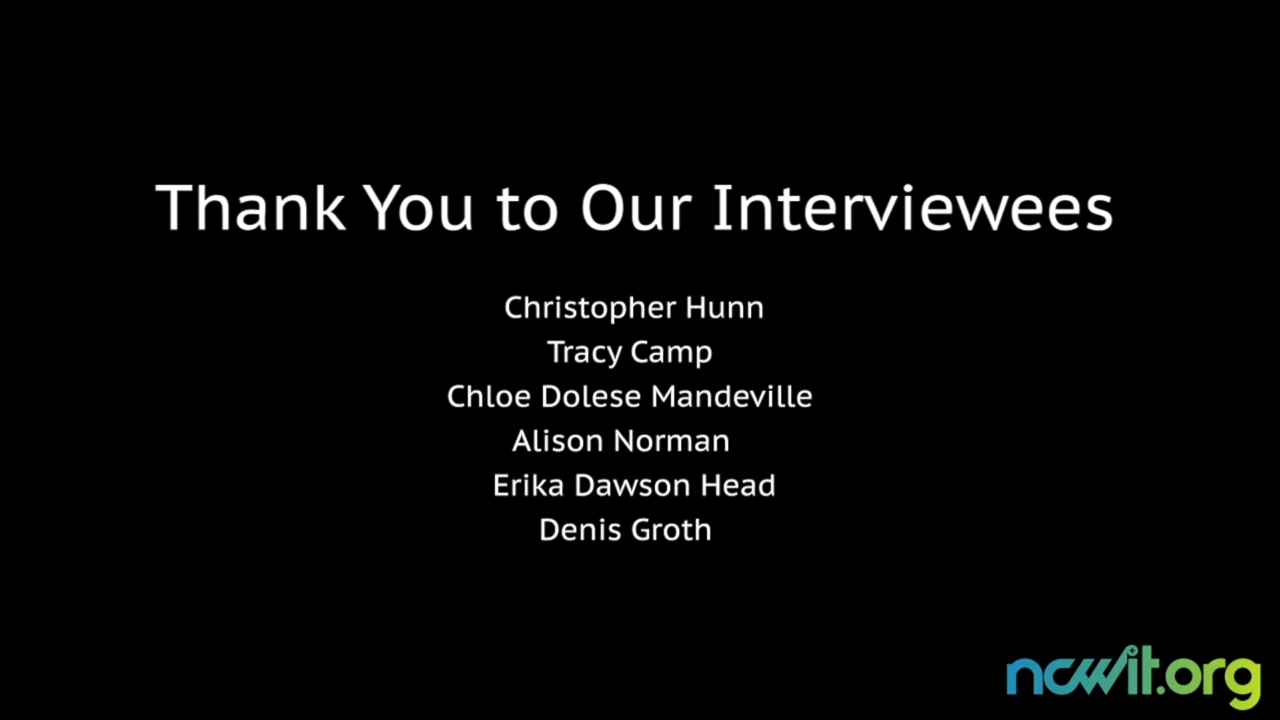 Thank You to Our Interviewees
Christopher Hunn
Tracy Camp
Chloe Dolese Mandeville
Alison Norman
Erika Dawson Head
Denis Groth
ncwit.org